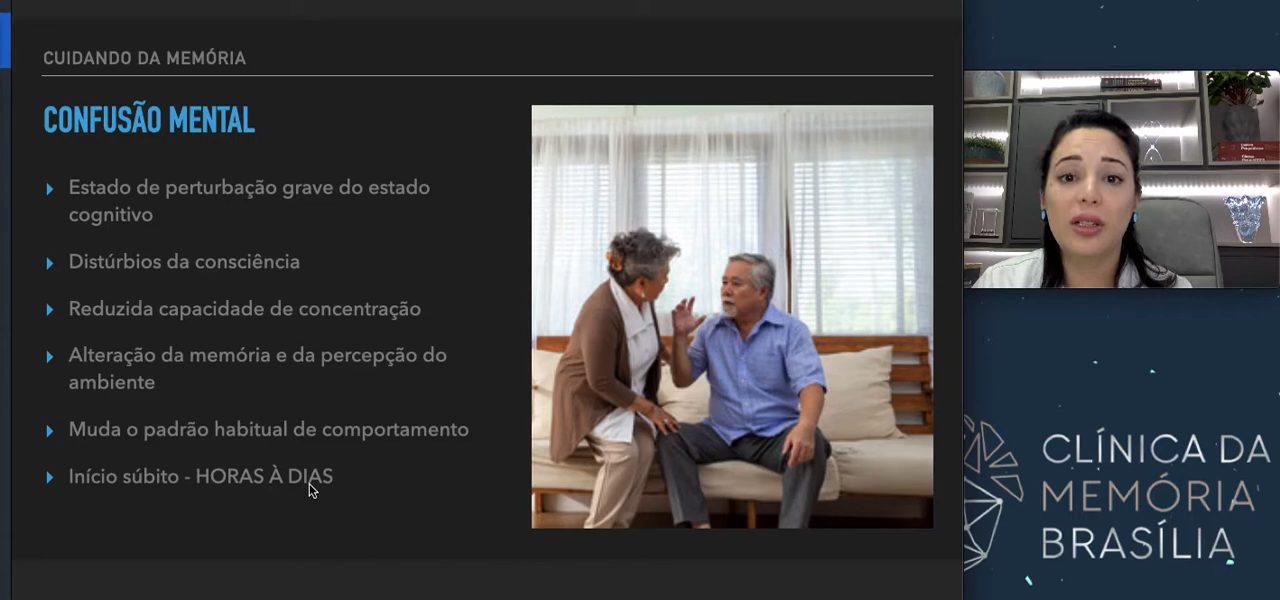 CUIDANDO DA MEMÓRIA
CONFUSÃO MENTAL
Estado de perturbação grave do estado
cognitivo
Distúrbios da consciência
Reduzida capacidade de concentração
Alteração da memória e da percepção do
ambiente
Muda o padrão habitual de comportamento
Início súbito - HORAS À DIAS
CLÍNICA DA
MEMÓRIA
BRASÍLIA